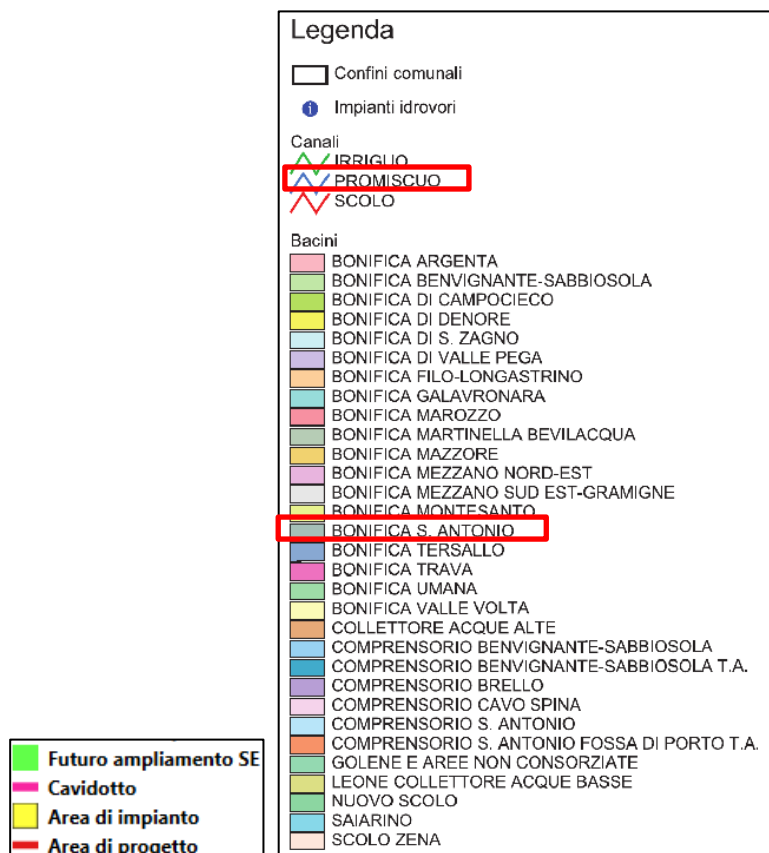 Legenda
Confini comunali
Impianti idrovori
Canali
IRRIGUO
PROMISCUO
SCOLO
Bacini
BONIFICA ARGENTA
BONIFICA BENVIGNANTE-SABBIOSOLA
BONIFICA DI CAMPOCIECO
BONIFICA DI DENORE
BONIFICA DI S. ZAGNO
BONIFICA DI VALLE PEGA
BONIFICA FILO-LONGASTRINO
BONIFICA GALAVRONARA
BONIFICA MAROZZO
BONIFICA MARTINELLA BEVILACQUA
BONIFICA MAZZORE
BONIFICA MEZZANO NORD-EST
BONIFICA MEZZANO SUD EST-GRAMIGNE
BONIFICA MONTESANTO
BONIFICA S. ANTONIO
BONIFICA TERSALLO
BONIFICA TRAVA
BONIFICA UMANA
BONIFICA VALLE VOLTA
COLLETTORE ACQUE ALTE
COMPRENSORIO BENVIGNANTE-SABBIOSOLA
COMPRENSORIO BENVIGNANTE-SABBIOSOLA T.A.
COMPRENSORIO BRELLO
COMPRENSORIO CAVO SPINA
COMPRENSORIO S. ANTONIO
COMPRENSORIO S. ANTONIO FOSSA DI PORTO T.A.
GOLENE E AREE NON CONSORZIATE
LEONE COLLETTORE ACQUE BASSE
NUOVO SCOLO
SAIARINO
SCOLO ZENA
Futuro ampliamento SE
Cavidotto
Area di impianto
Area di progetto